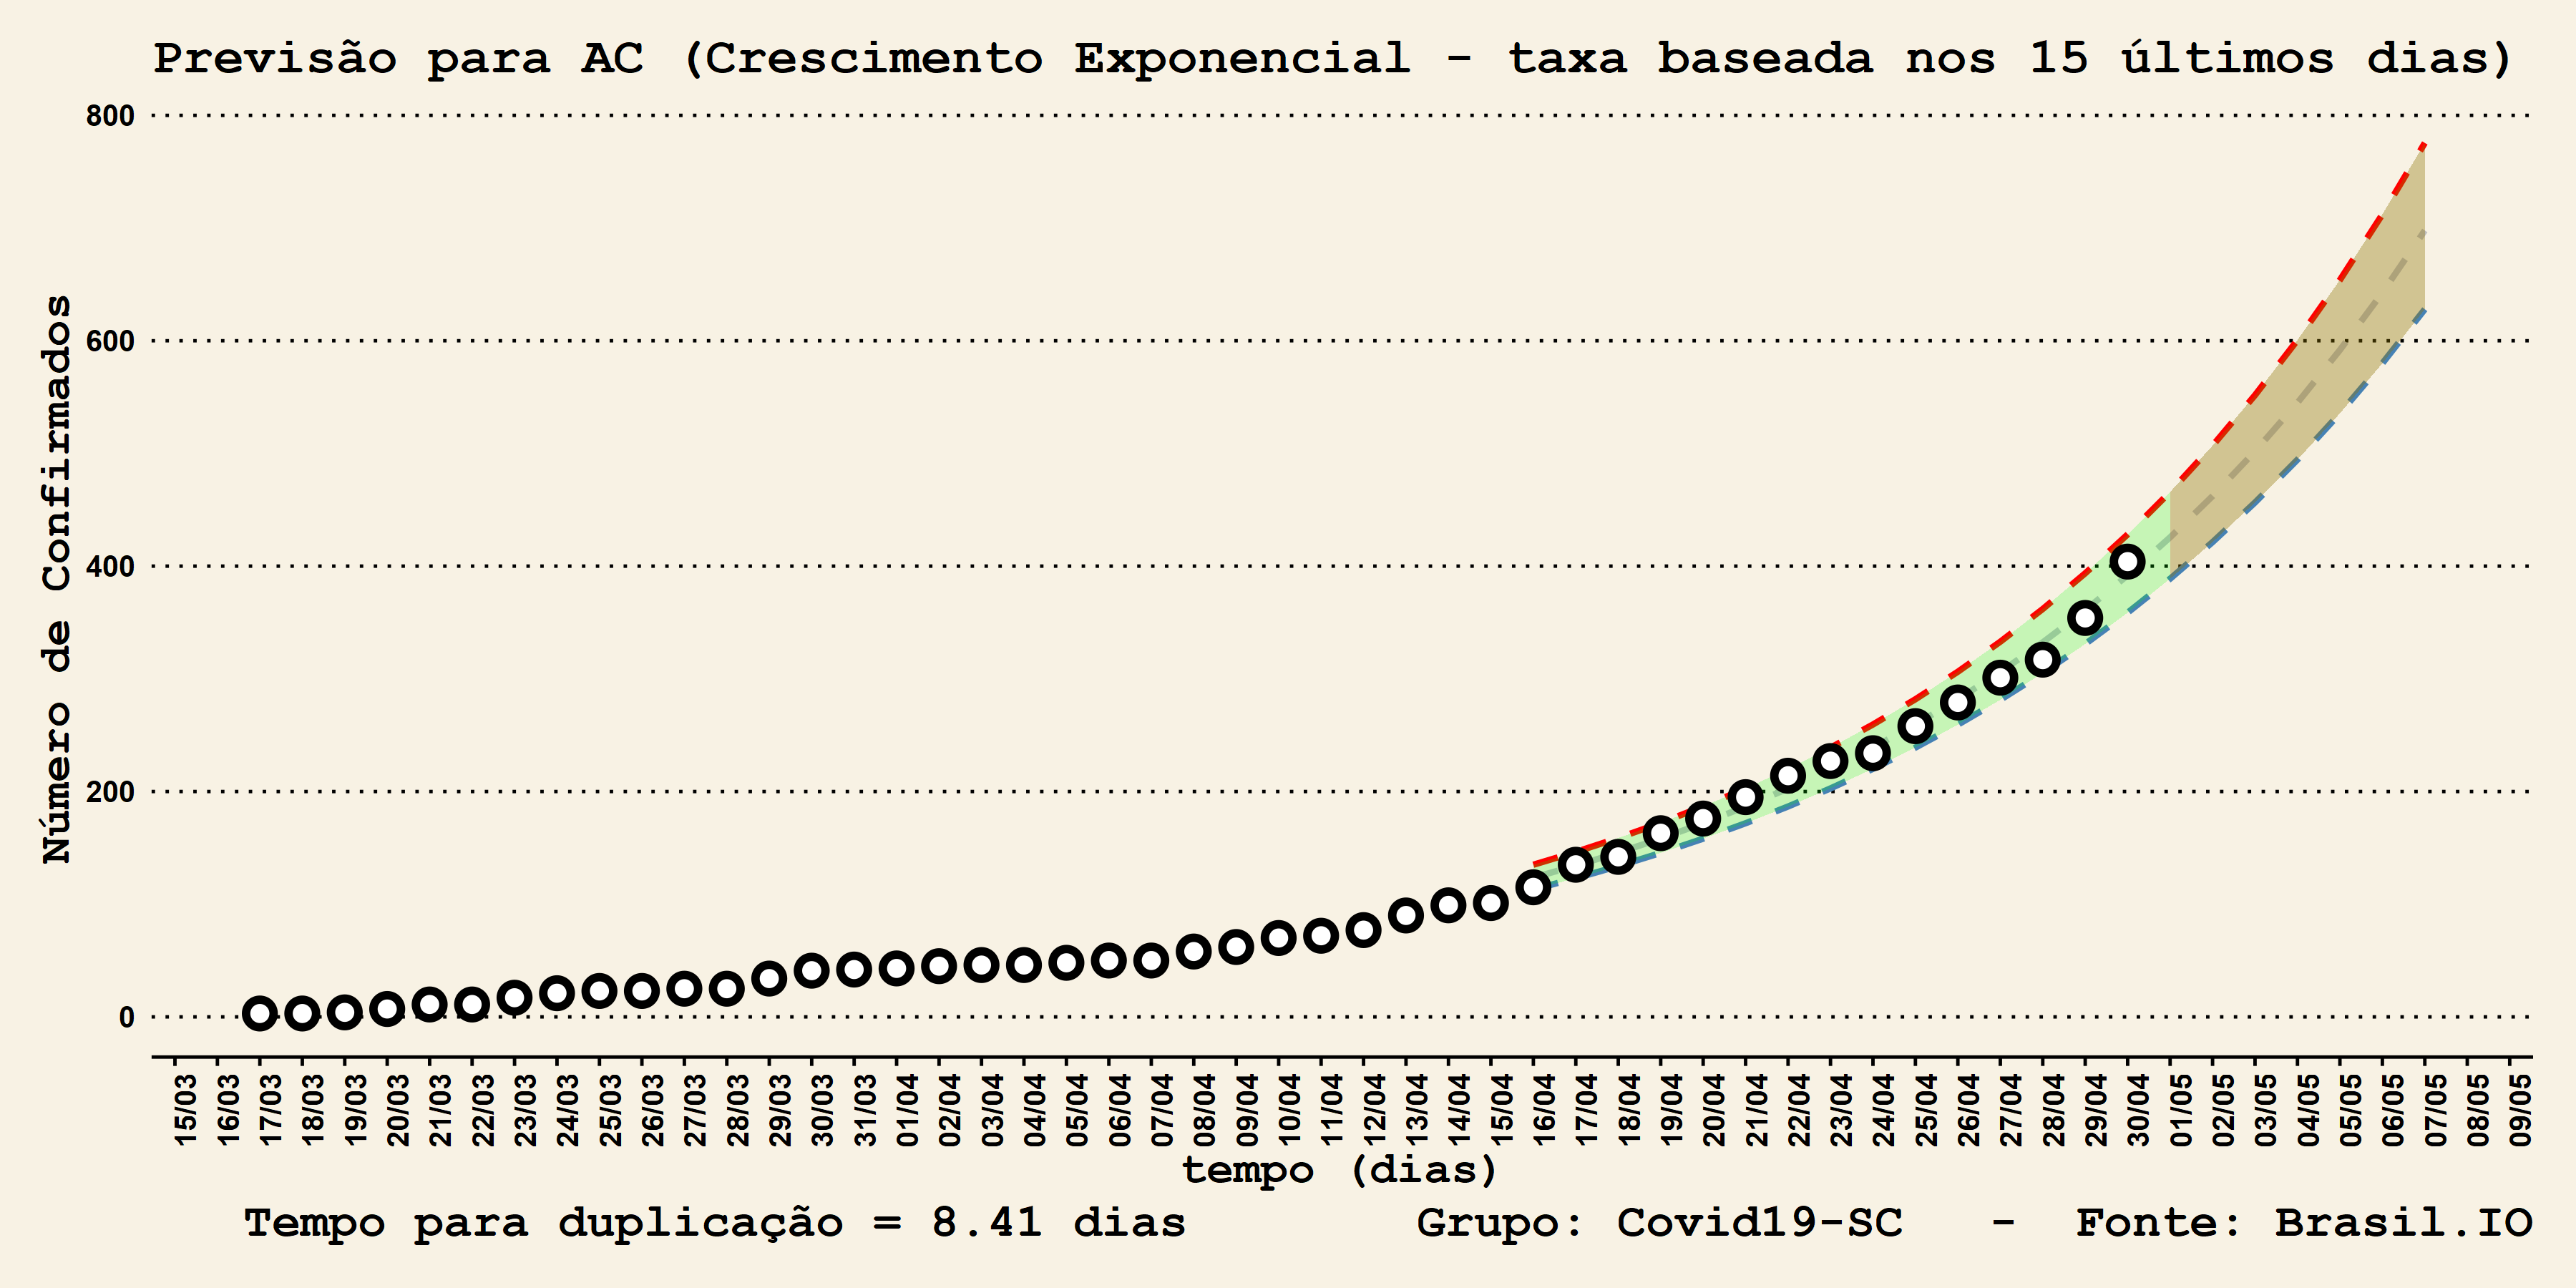 Previsão para AC (Crescimento Exponencial - taxa baseada nos 15 últimos dias)
Número de Confirmados
800
600
400
200
0
15/03 16/03 17/03 18/03 19/03 20/03 21/03 22/03 23/03 24/03 25/03 26/03 27/03 28/03 29/03 30/03 31/03 01/04 02/04 03/04 04/04 05/04 06/04 07/04 08/04 09/04 10/04 11/04 12/04 13/04 14/04 15/04 16/04 17/04 18/04 19/04 20/04 21/04 22/04 23/04 24/04 25/04 26/04 27/04 28/04 29/04 30/04 01/05 02/05 03/05 04/05 05/05 06/05 07/05 08/05 09/05
tempo (dias)
Tempo para duplicação = 8.41 dias Grupo: Covid19-SC - Fonte: Brasil.IO